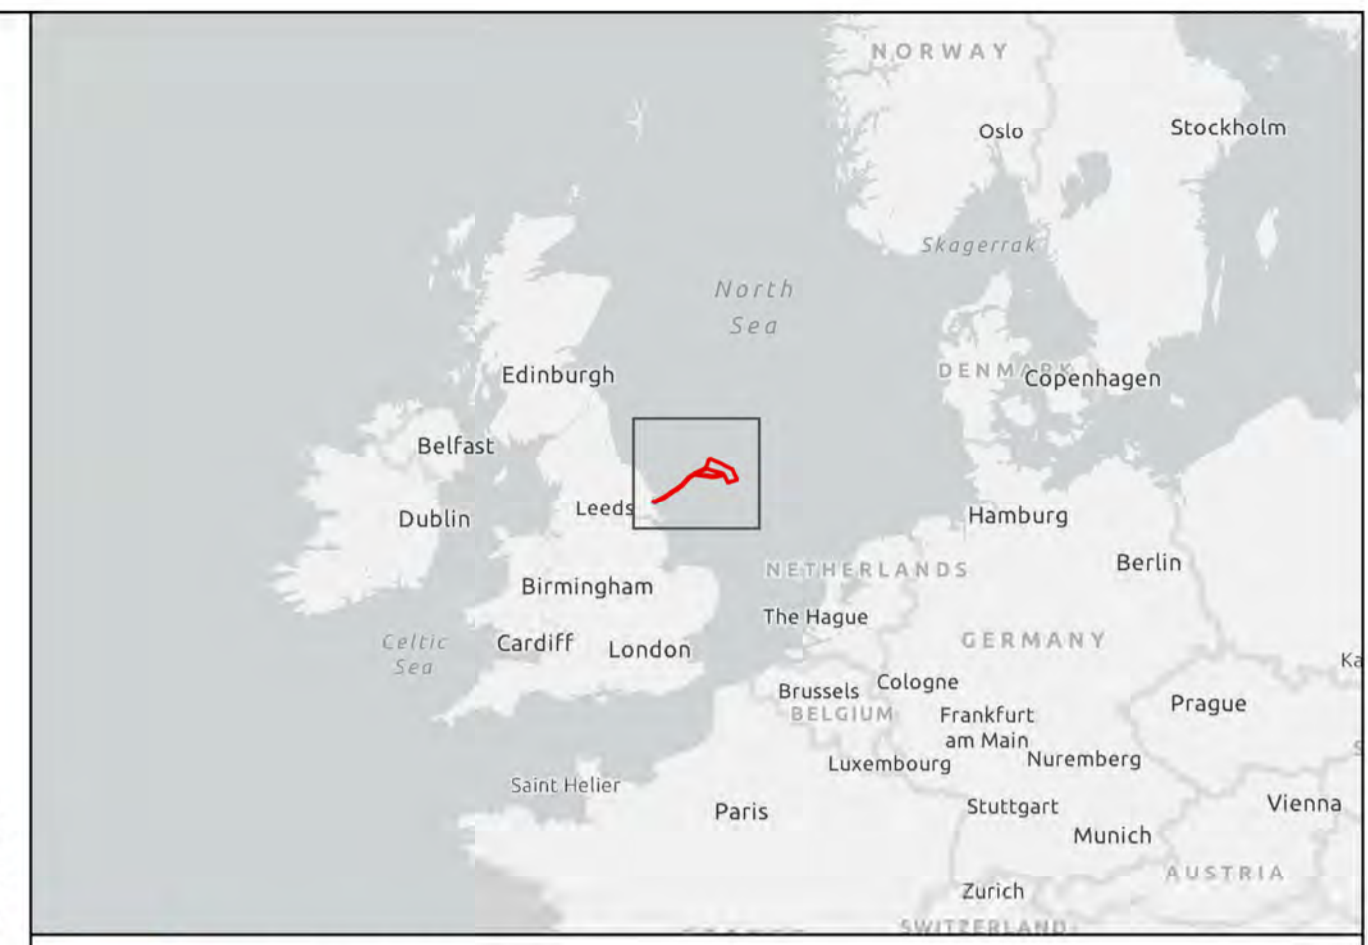 NORWAY
Oslo
Stockholm
Skagerrak
North
Sea
Edinburgh
DENMARK
Copenhagen
Belfast
Leeds
Dublin
Hamburg
Berlin
NETHERLANDS
Birmingham
The Hague
Celtic
Sea
Cardiff
London
GERMANY
Ka
Brussels
Cologne
BELGIUM
Frankfurt
am Main
Prague
Luxembourg
Nuremberg
S
Saint Helier
Paris
Stuttgart
Vienna
Munich
AUSTRIA
Zurich
SWITZERLAND